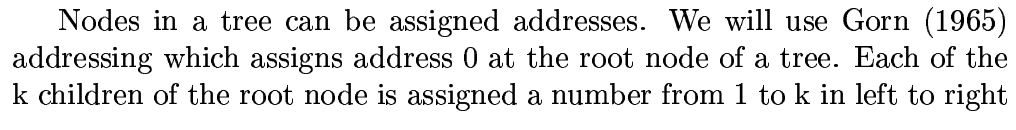 Nodes in a tree can be assigned addresses. We will use Gorn (1965)
addressing which assigns address 0 at the root node of a tree. Each of the
k children of the root node is assigned a number from 1 to k in left to right